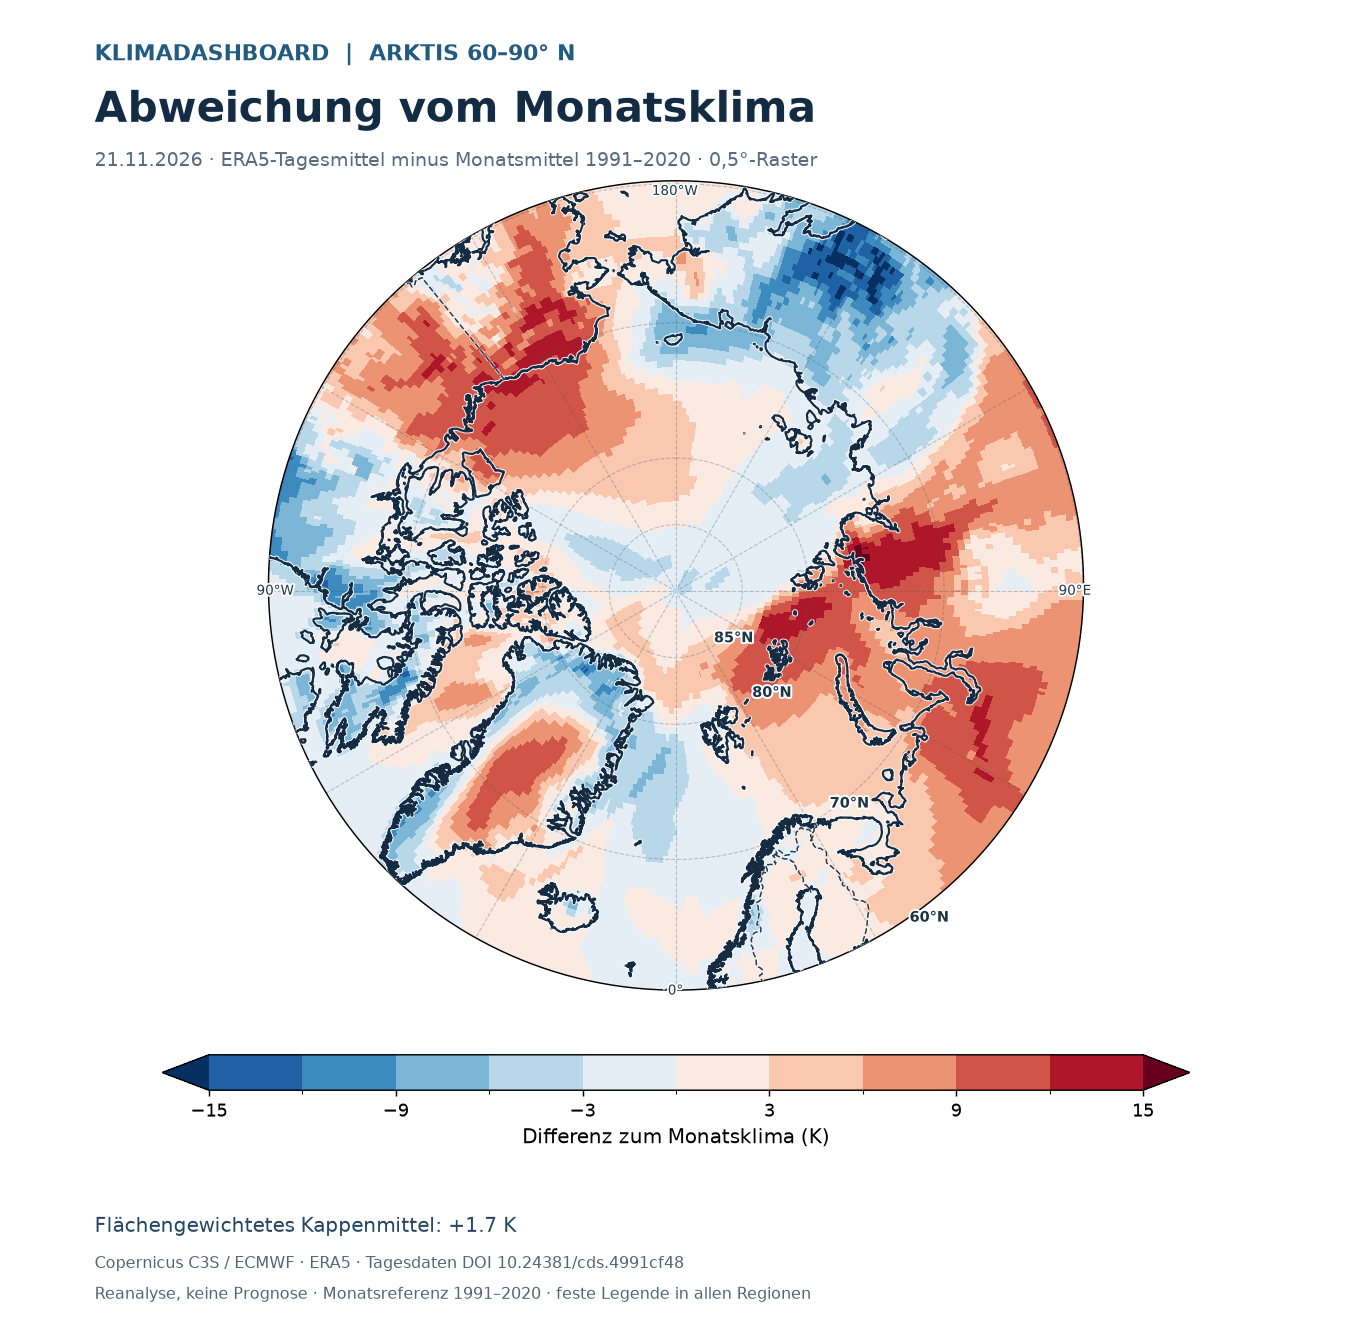 KLIMADASHBOARD | ARKTIS 60–90° N
Abweichung vom Monatsklima
21.11.2026 · ERA5-Tagesmittel minus Monatsmittel 1991–2020 · 0,5°-Raster
180°W
90°W
90°E
85°N
80°N
70°N
60°N
0°
−15 −9 −3 3 9 15
Differenz zum Monatsklima (K)
Flächengewichtetes Kappenmittel: +1.7 K
Copernicus C3S / ECMWF · ERA5 · Tagesdaten DOI 10.24381/cds.4991cf48
Reanalyse, keine Prognose · Monatsreferenz 1991–2020 · feste Legende in allen Regionen